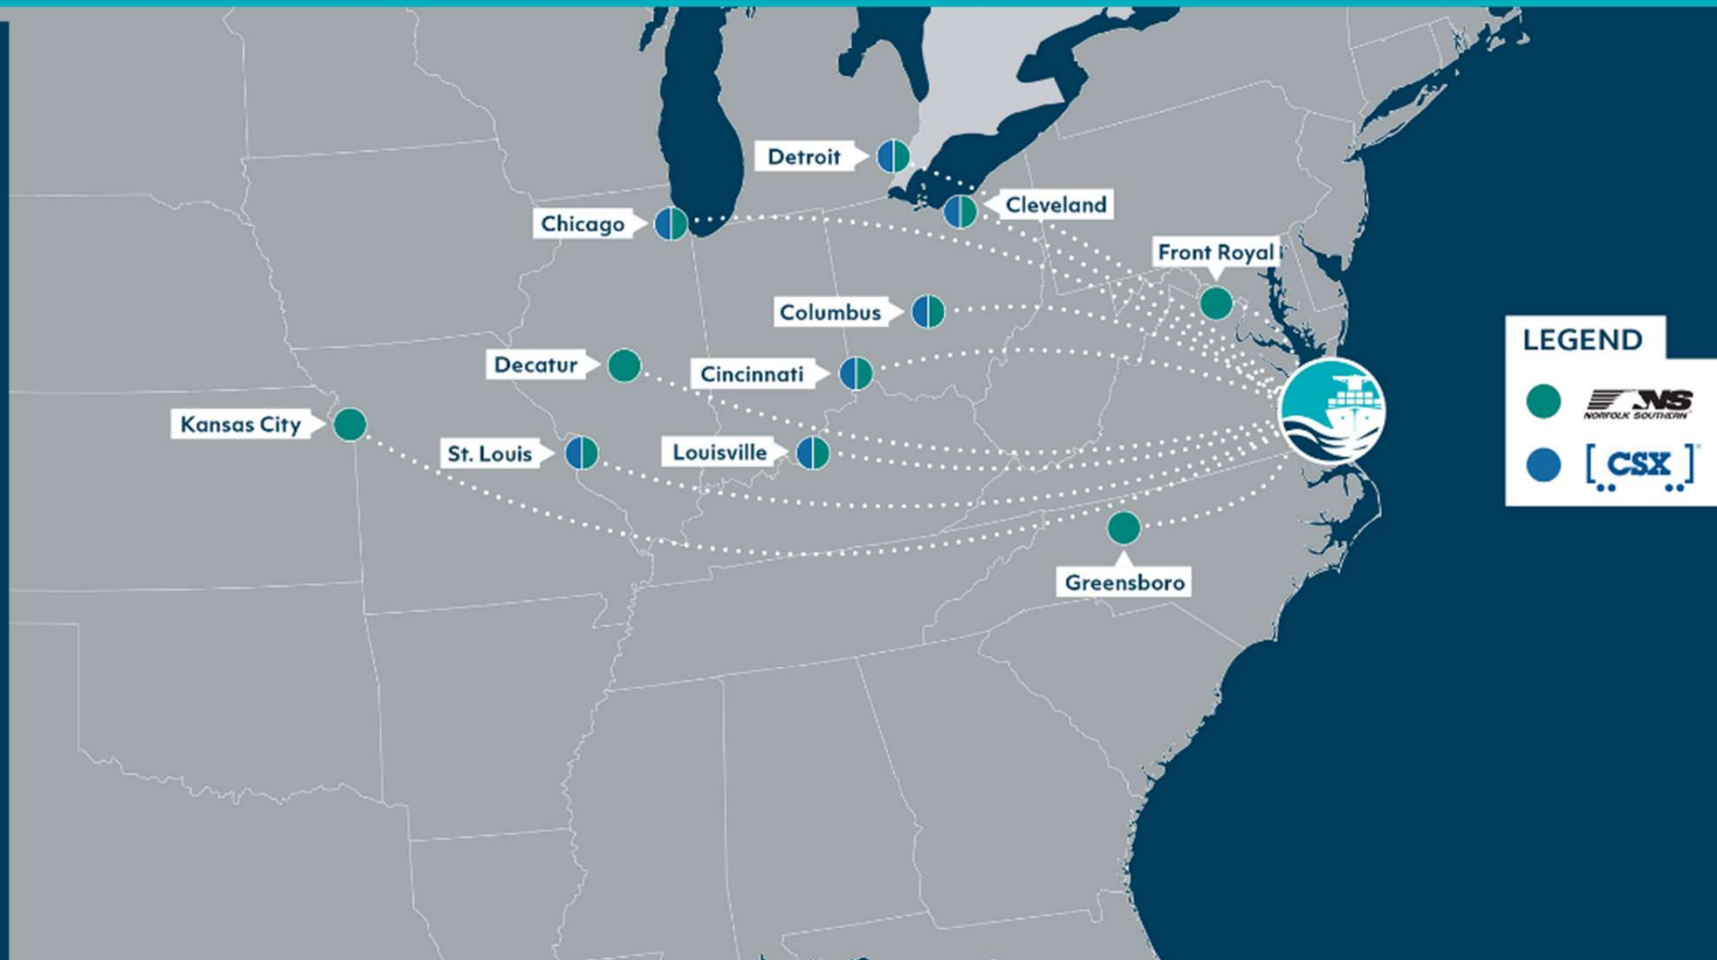 Detroit
Cleveland
Chicago
Front Royal
Columbus
Decatur
Cincinnati
Kansas City
St. Louis
Louisville
Greensboro
LEGEND
NS
NORFOLK SOUTHERN
[CSX]